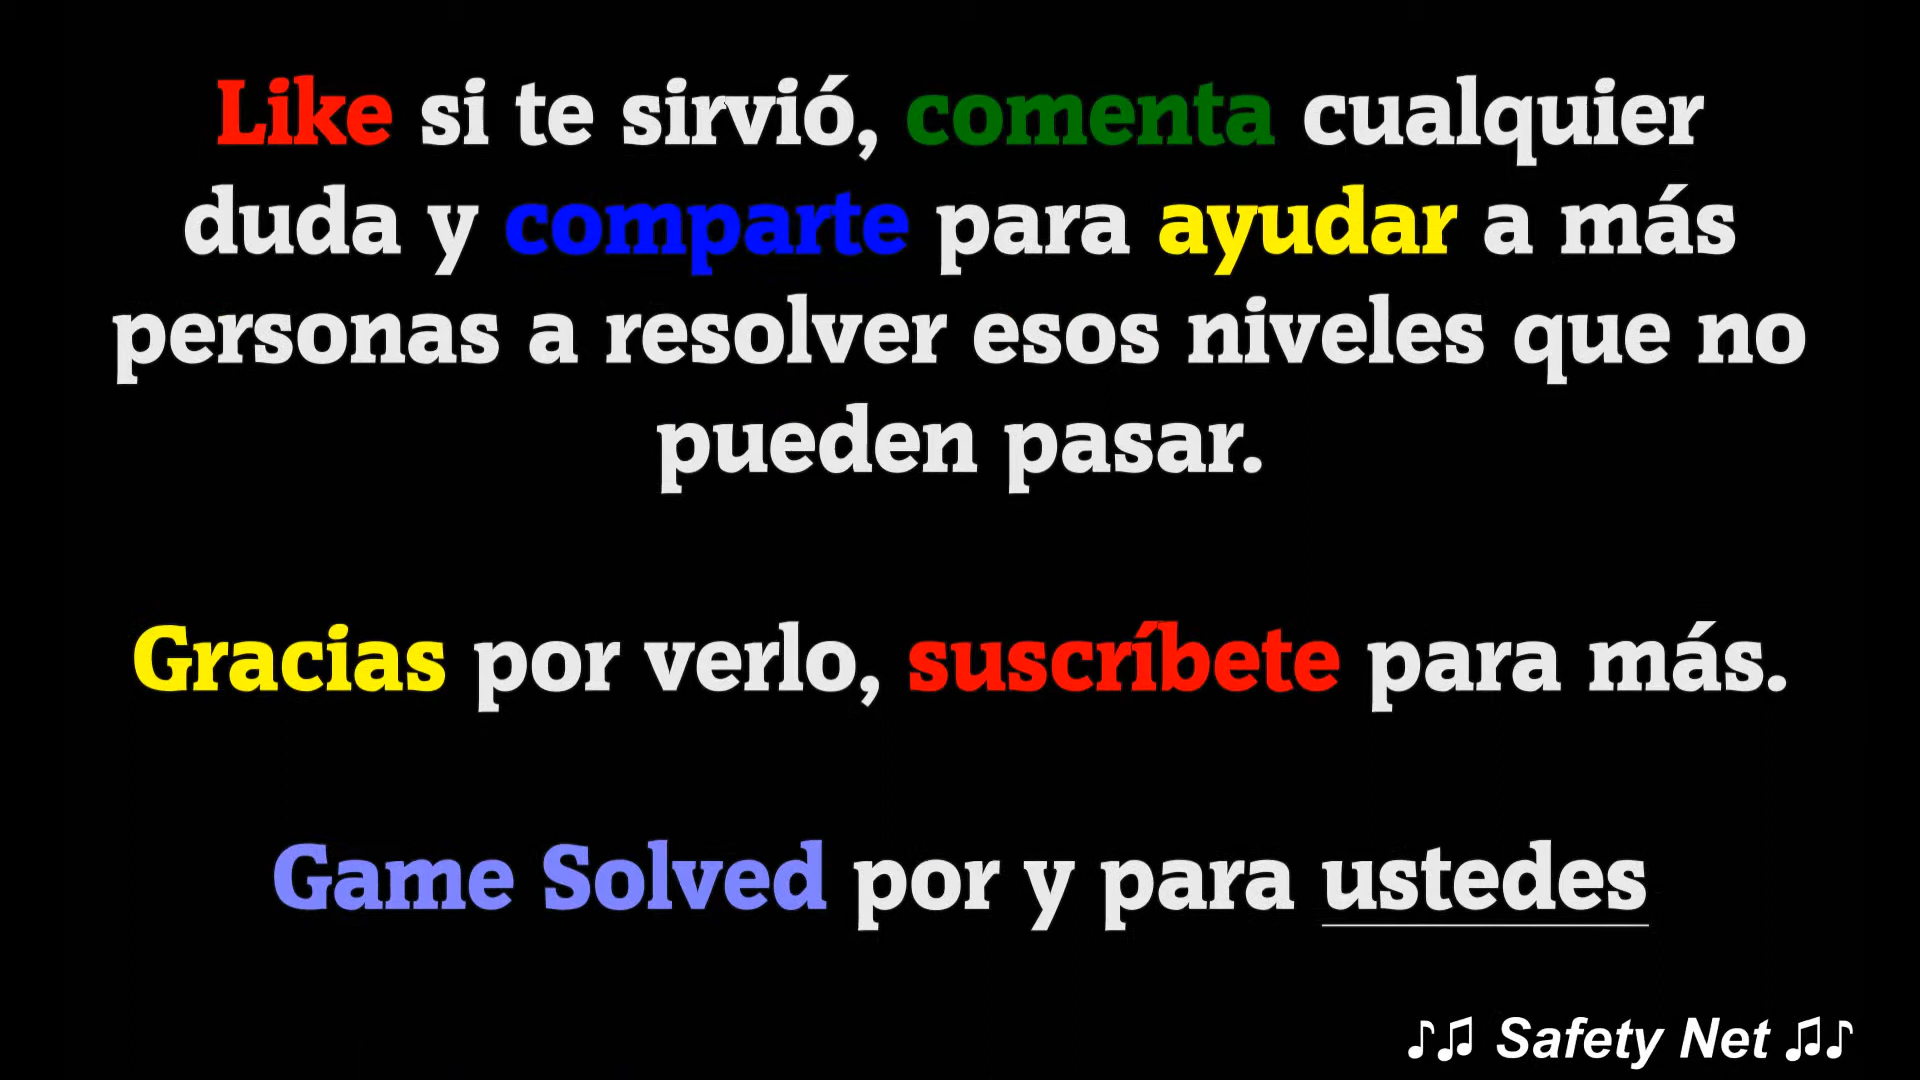 Like si te sirvió, comenta cualquier
duda y comparte para ayudar a más
personas a resolver esos niveles que no
pueden pasar.
Gracias por verlo, suscríbete para más.
Game Solved por y para ustedes
♪♫ Safety Net ♫♪